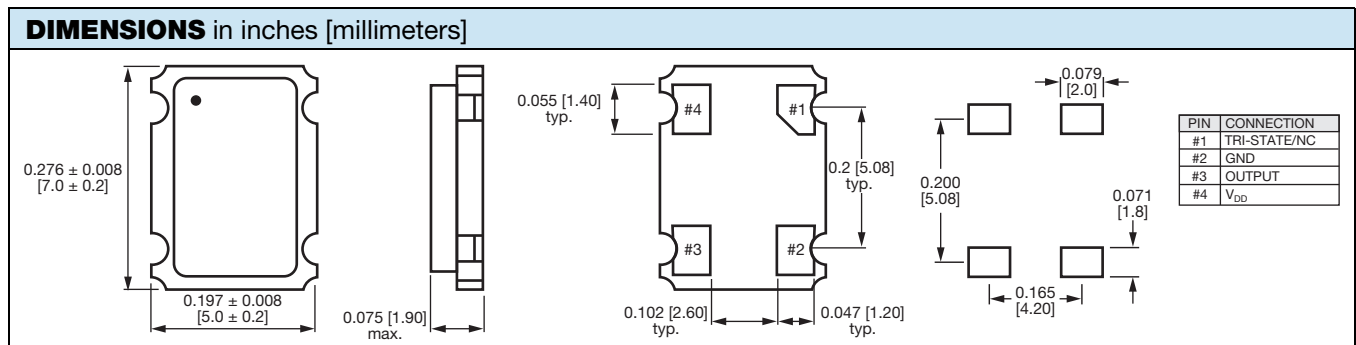 DIMENSIONS in inches [millimeters]
0.276 ± 0.008
[7.0 ± 0.2]
0.197 ± 0.008
[5.0 ± 0.2]
0.075 [1.90]
max.
0.055 [1.40]
typ.
#4
#1
#3
#2
0.2 [5.08]
typ.
0.102 [2.60]
typ.
0.047 [1.20]
typ.
0.079
[2.0]
0.200
[5.08]
0.071
[1.8]
0.165
[4.20]
PIN CONNECTION
#1 TRI-STATE/NC
#2 GND
#3 OUTPUT
#4 VDD